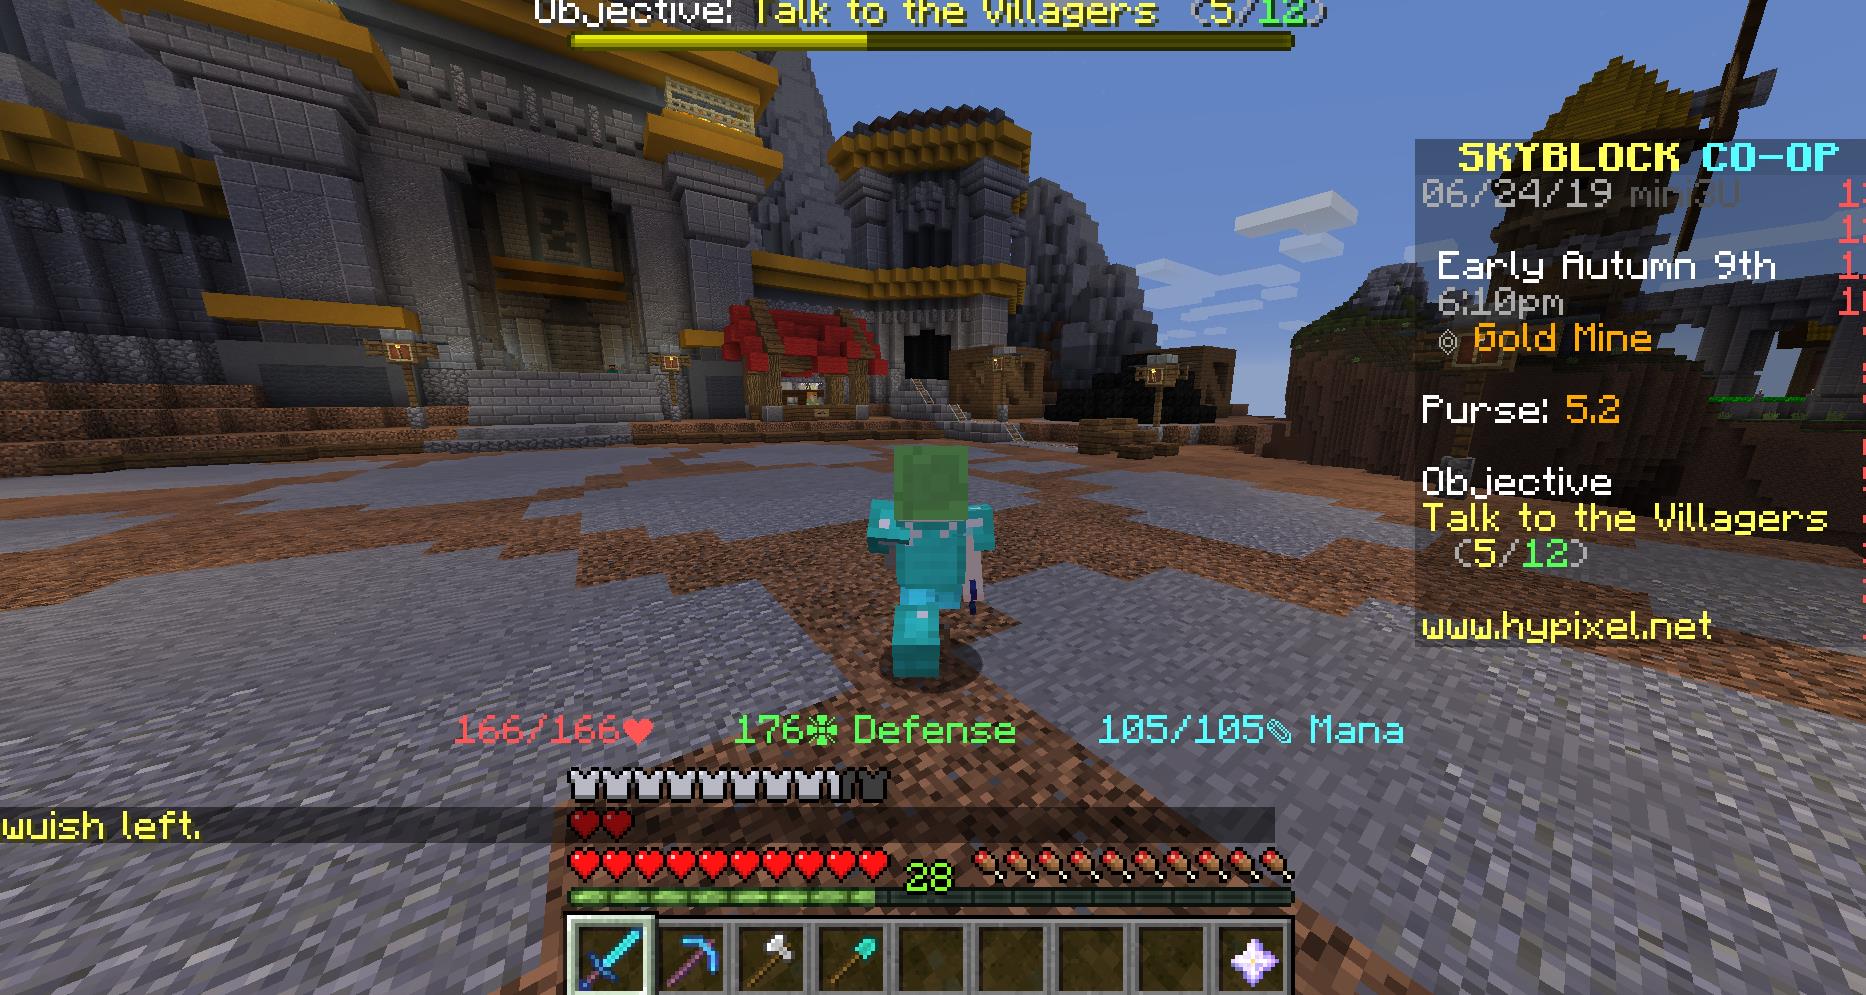 Objective: Talk to the Villagers (5/12)
SKYBLOCK CO-OP
06/24/19 mini3U
Early Autumn 9th
6:10pm
Gold Mine
Purse: 5.2
Objective
Talk to the Villagers
(5/12)
www.hypixel.net
166/166❤ 176 Defense 105/105 Mana
wuish left.
28